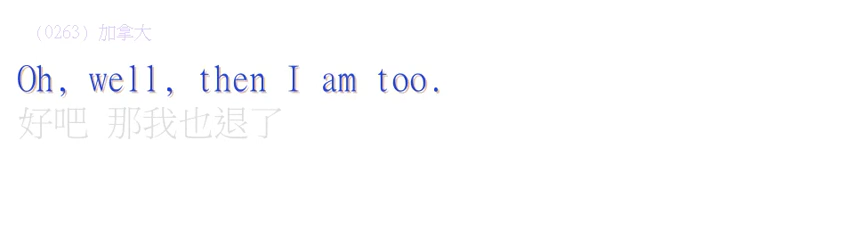 （0263）加拿大
Oh, well, then I am too.
好吧 那我也退了